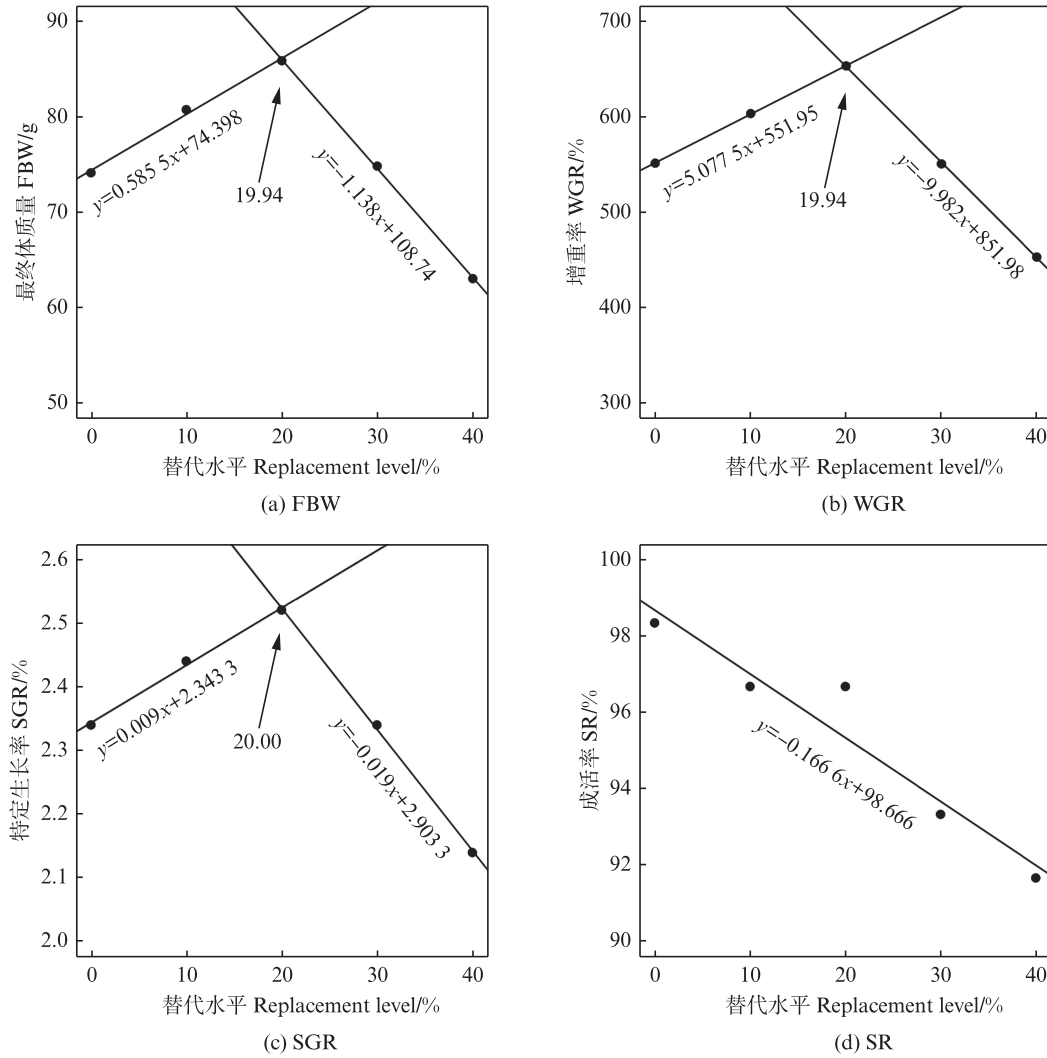 90
80
70
60
50
最终体质量 FBW/g
y=0.585 5x+74.398
19.94
y=−1.138x+108.74
0 10 20 30 40
替代水平 Replacement level/%
(a) FBW
700
600
500
400
300
增重率 WGR/%
y=5.077 5x+551.95
19.94
y=−9.982x+851.98
0 10 20 30 40
替代水平 Replacement level/%
(b) WGR
2.6
2.5
2.4
2.3
2.2
2.1
2.0
特定生长率 SGR/%
y=0.009x+2.343 3
20.00
y=−0.019x+2.903 3
0 10 20 30 40
替代水平 Replacement level/%
(c) SGR
100
98
96
94
92
90
成活率 SR/%
y=−0.166 6x+98.666
0 10 20 30 40
替代水平 Replacement level/%
(d) SR